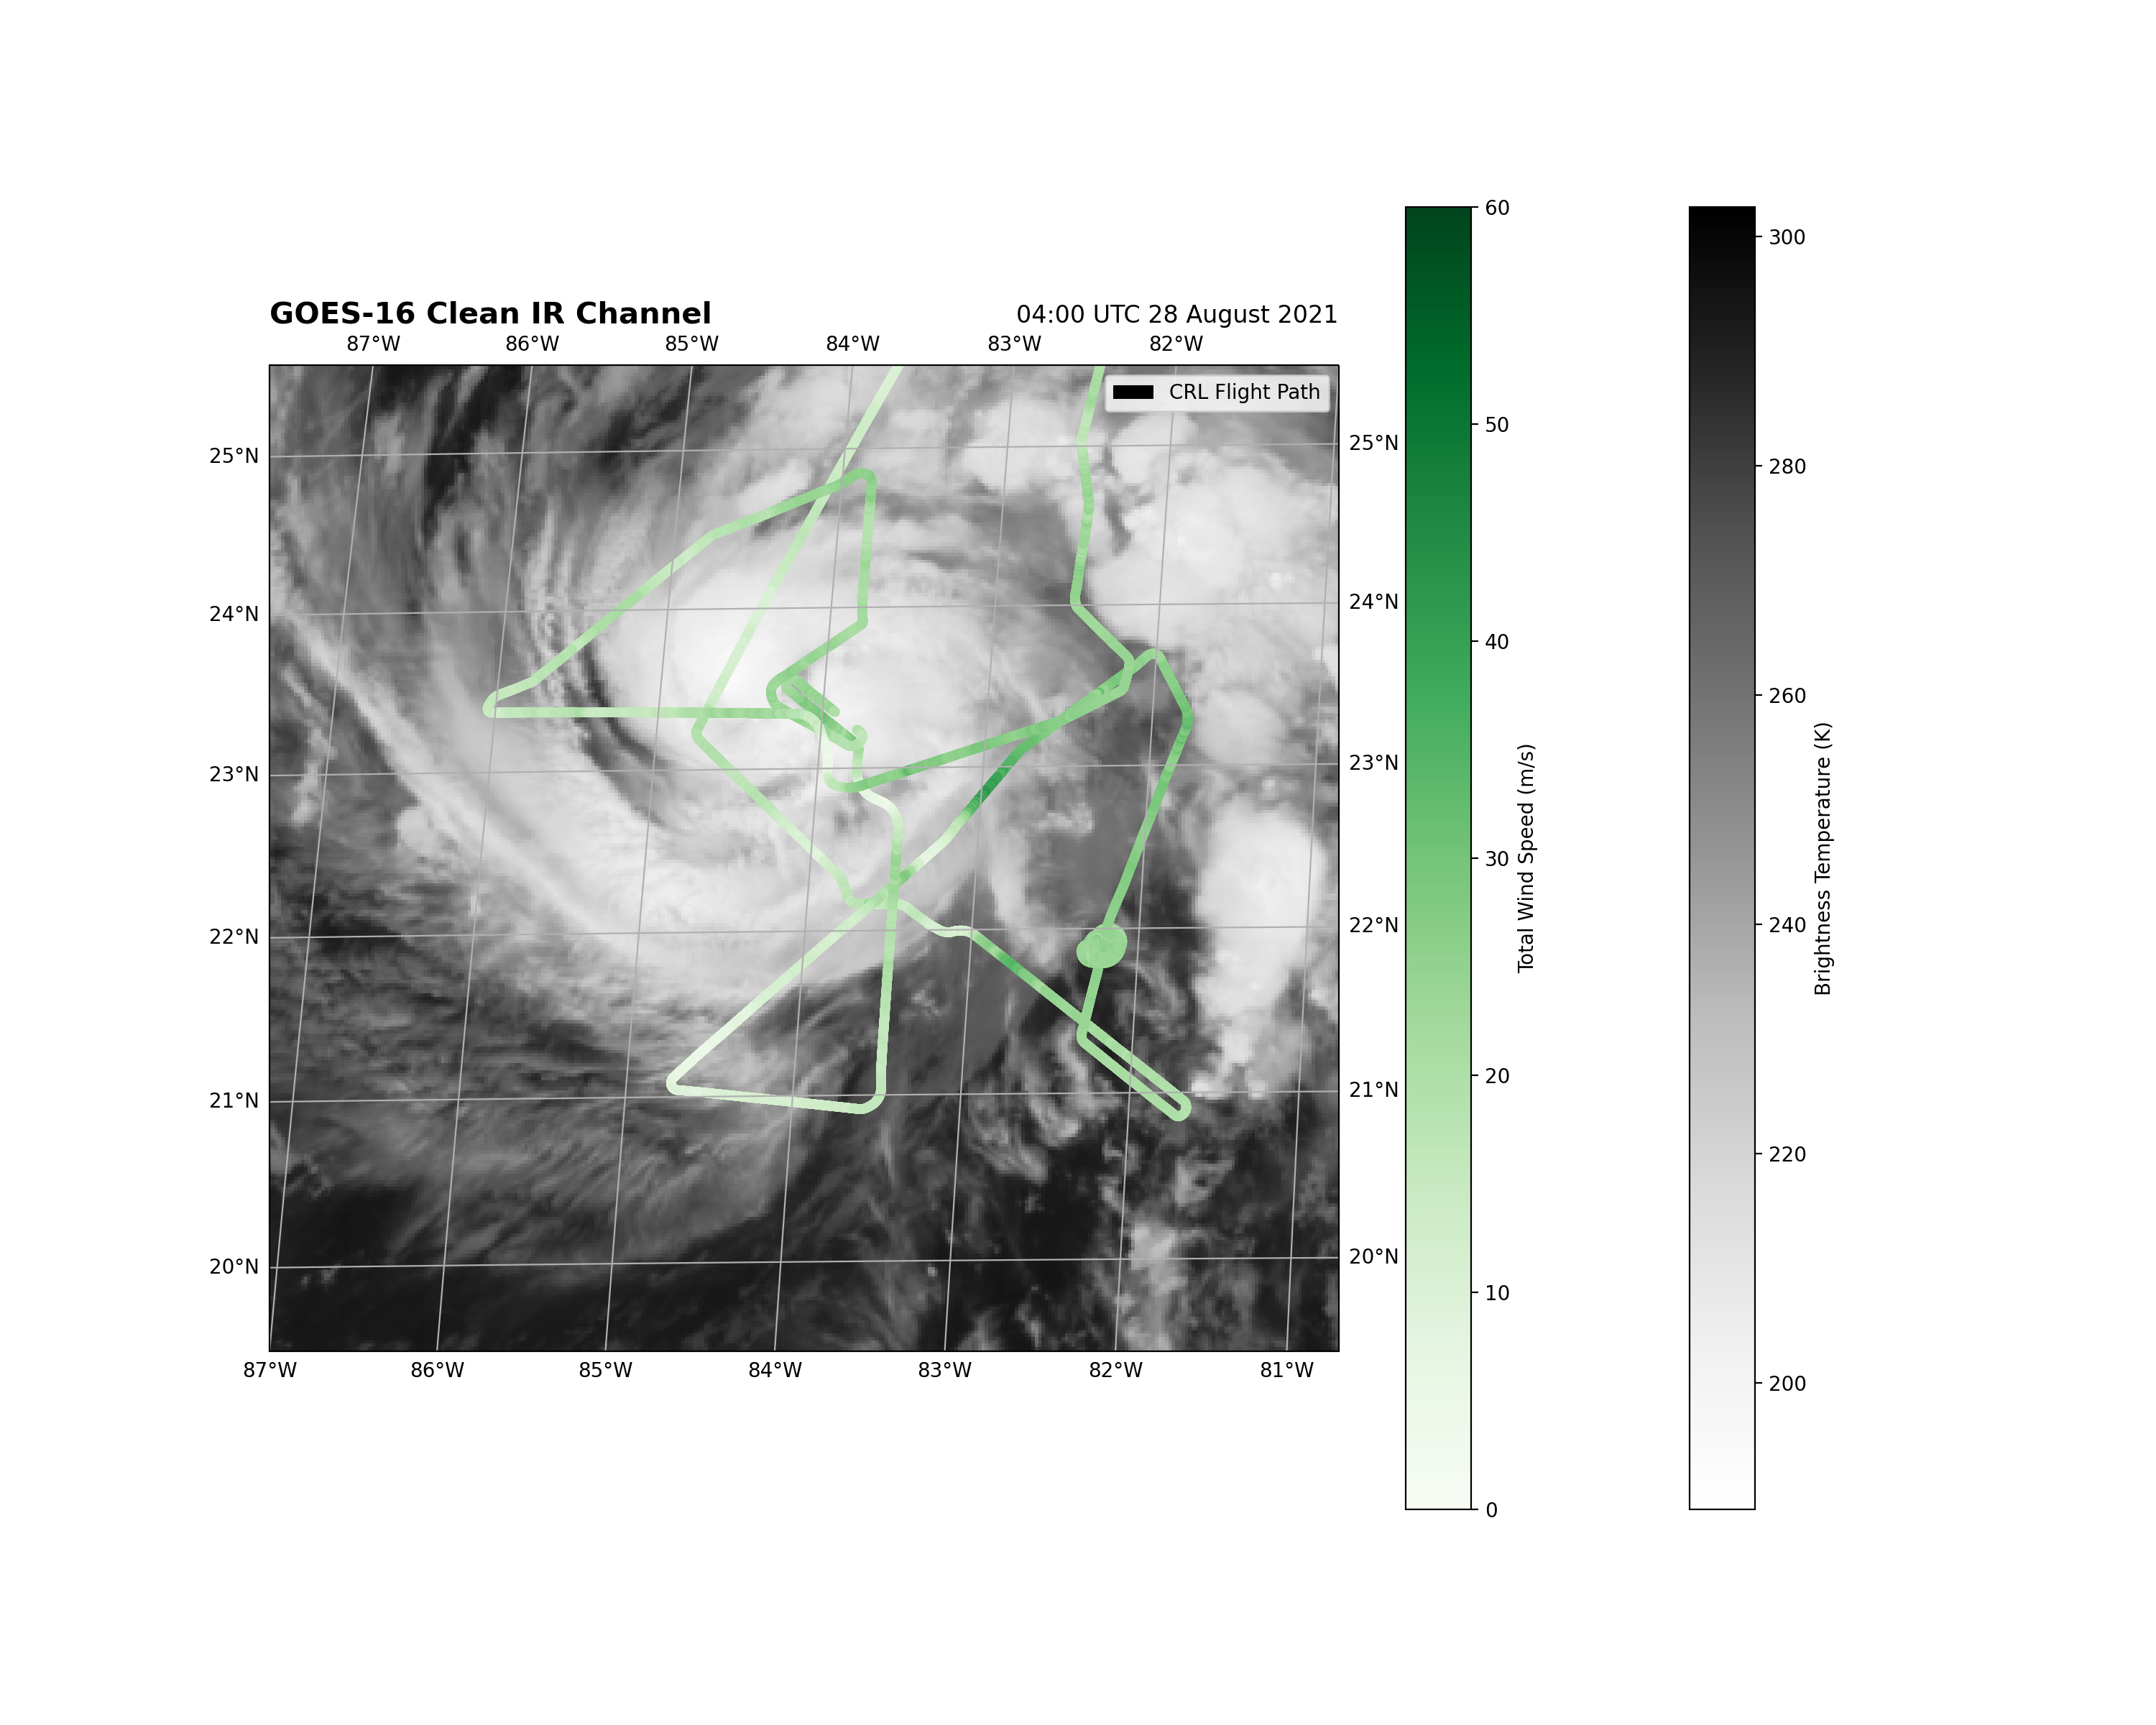 GOES-16 Clean IR Channel
04:00 UTC 28 August 2021
87°W 86°W 85°W 84°W 83°W 82°W
CRL Flight Path
25°N
24°N
23°N
22°N
21°N
20°N
25°N
24°N
23°N
22°N
21°N
20°N
87°W 86°W 85°W 84°W 83°W 82°W 81°W
60
50
40
30
20
10
0
Total Wind Speed (m/s)
300
280
260
240
220
200
Brightness Temperature (K)